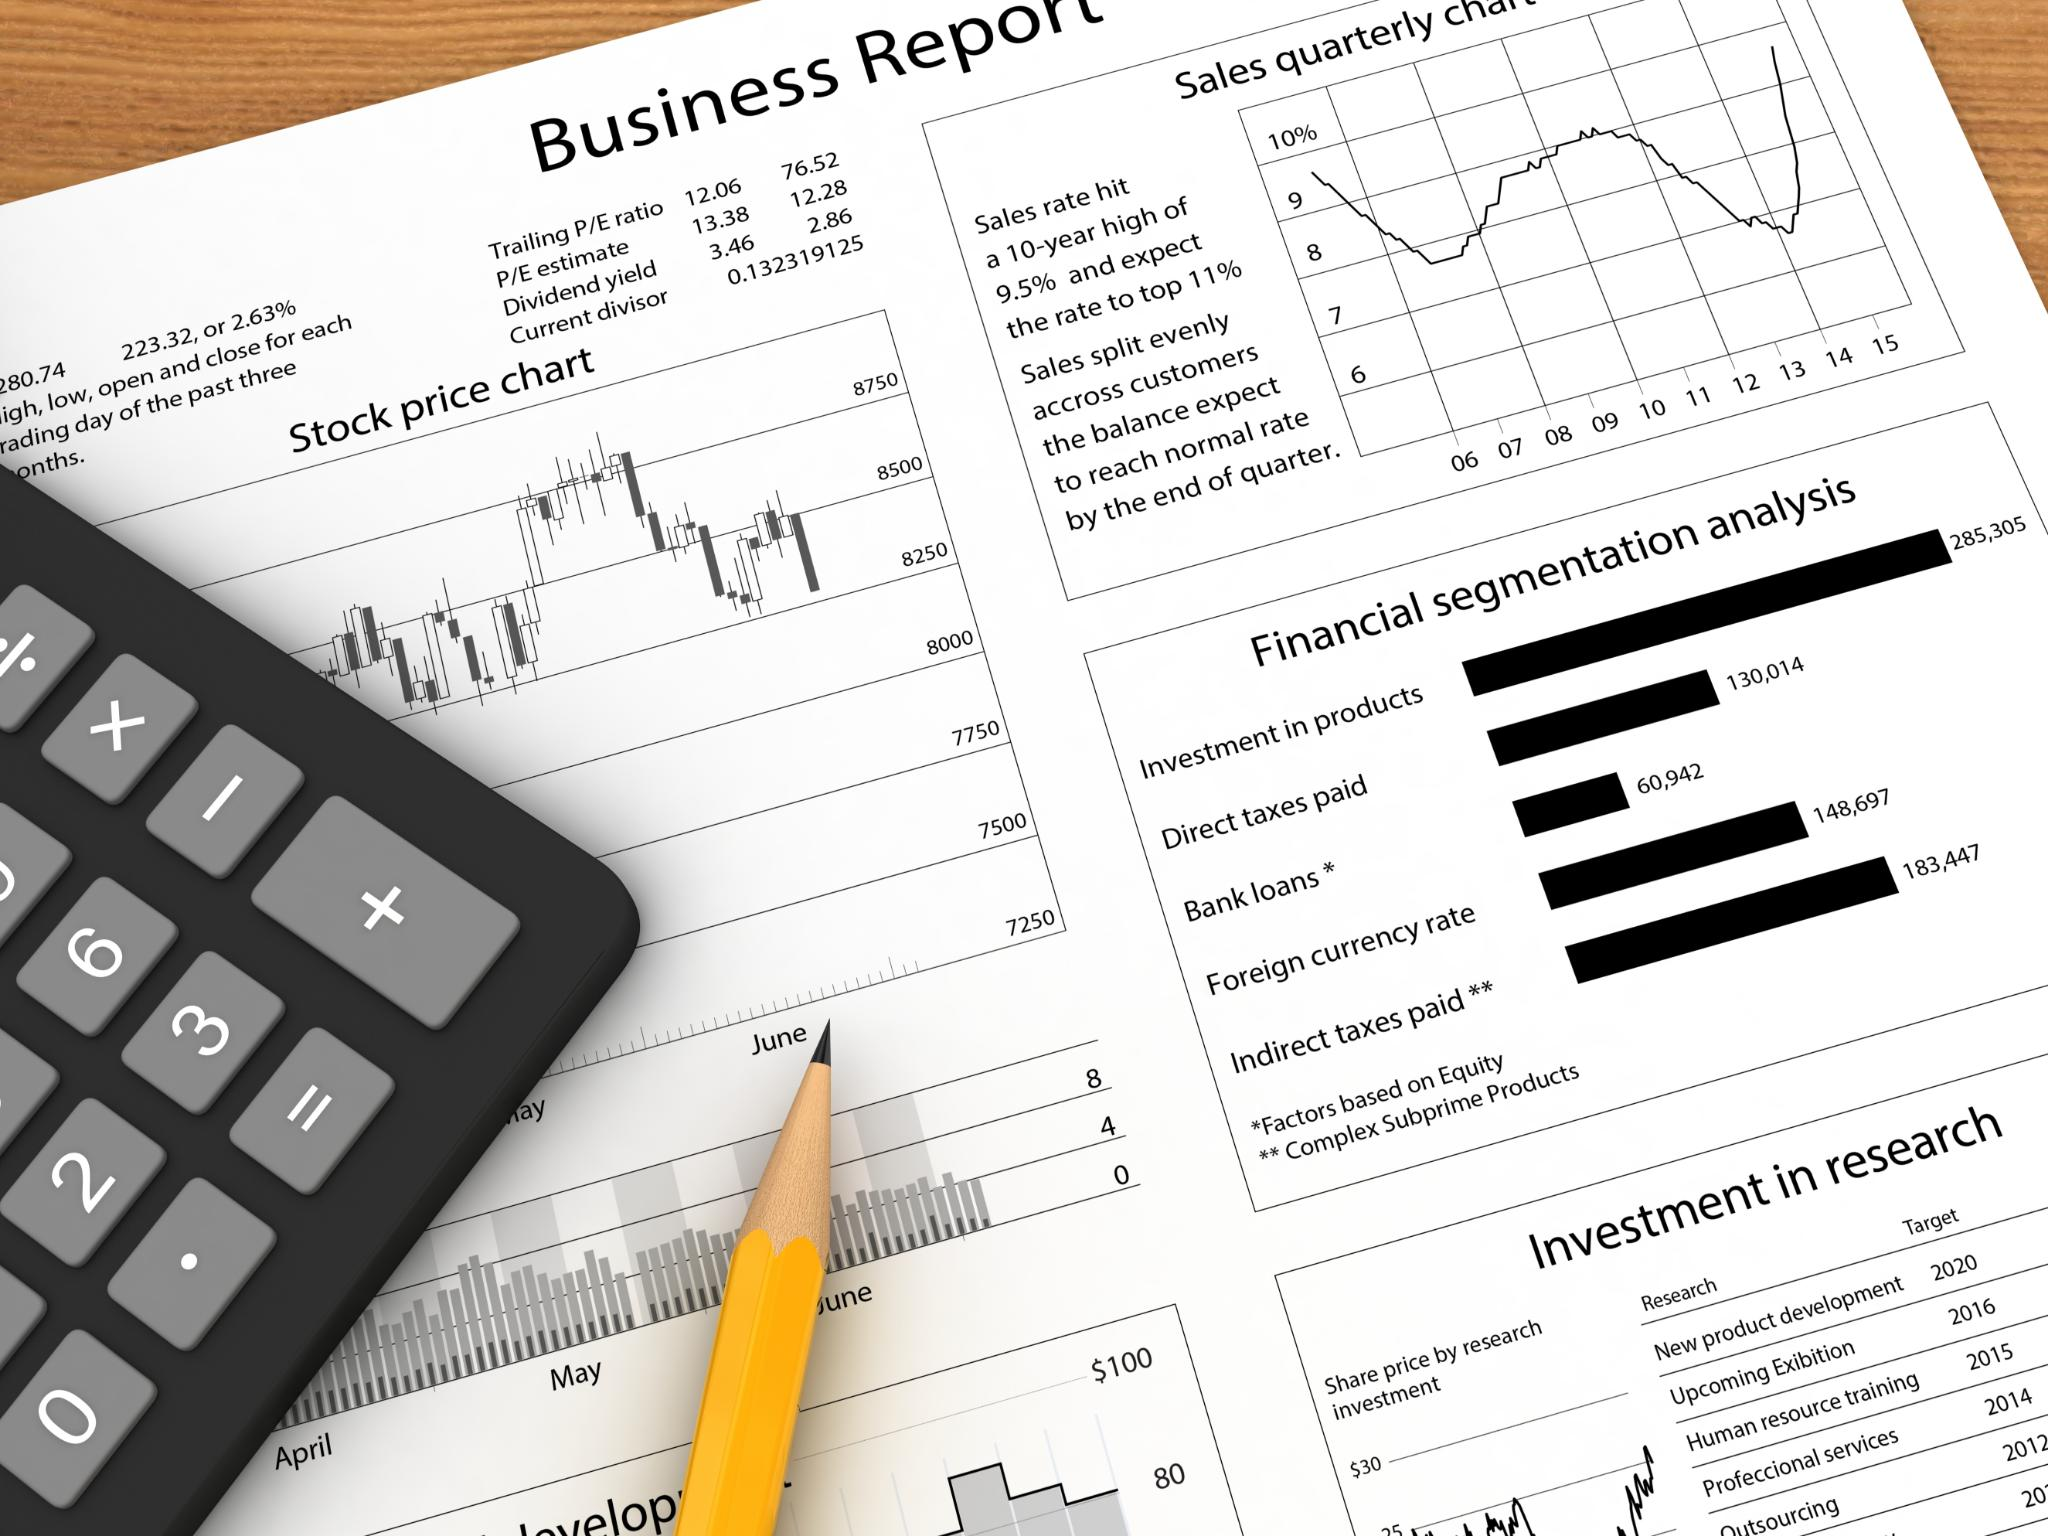 Business Report
Trailing P/E ratio 12.06 76.52
P/E estimate 13.38 12.28
Dividend yield 3.46 2.86
Current divisor 0.132319125
280.74 223.32, or 2.63%
high, low, open and close for each
trading day of the past three
months.
Stock price chart
8750
8500
8250
8000
7750
7500
7250
May
June
8
4
0
April
May
June
$100
80
Sales quarterly chart
Sales rate hit
a 10-year high of
9.5% and expect
the rate to top 11%
Sales split evenly
accross customers
the balance expect
to reach normal rate
by the end of quarter.
10%
9
8
7
6
06 07 08 09 10 11 12 13 14 15
Financial segmentation analysis
Investment in products 285,305
Direct taxes paid 130,014
Bank loans * 60,942
Foreign currency rate 148,697
Indirect taxes paid ** 183,447
*Factors based on Equity
** Complex Subprime Products
Investment in research
Share price by research
investment
$30
25
Research Target
New product development 2020
Upcoming Exibition 2016
Human resource training 2015
Profeccional services 2014
Outsourcing 2012
÷
×
−
+
6
3
=
2
.
0